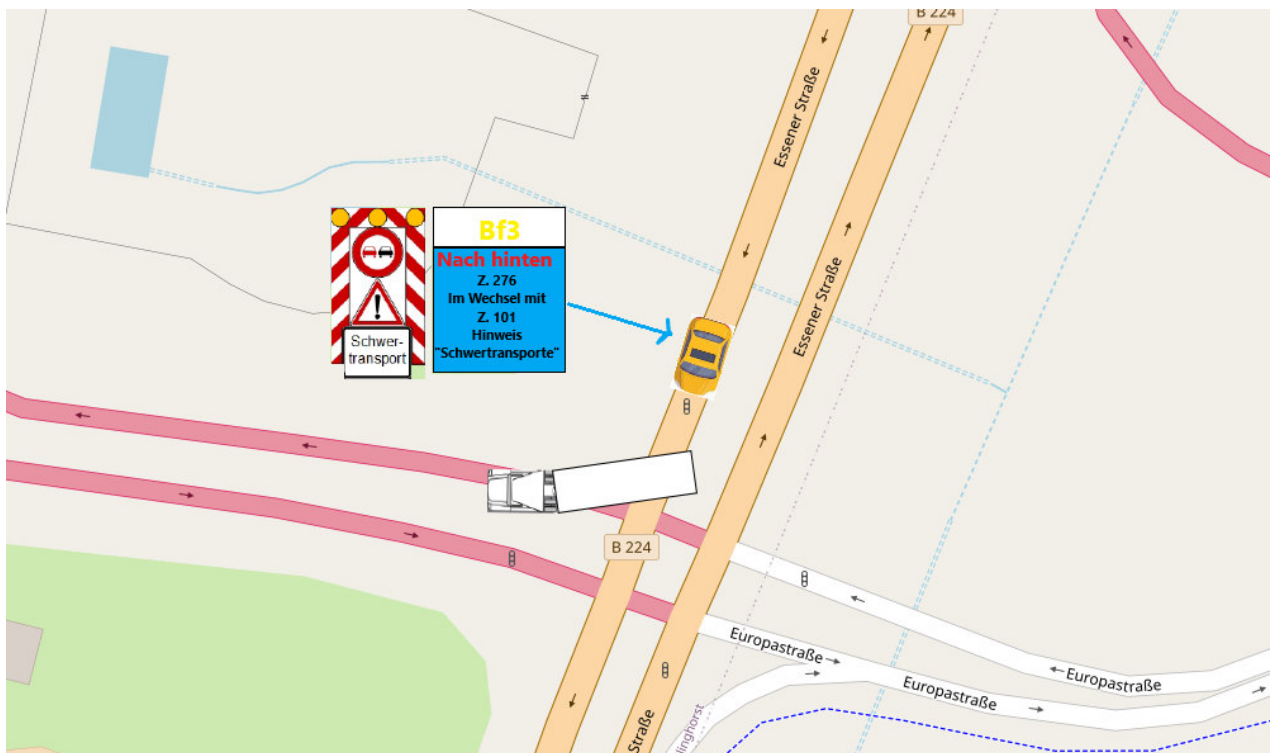 B 224
Essener Straße
Bf3
Nach hinten
Z. 276
Im Wechsel mit
Z. 101
Hinweis
"Schwertransporte"
Schwer-
transport
Essener Straße
B 224
Europastraße
Europastraße
Europastraße
Straße
linghorst